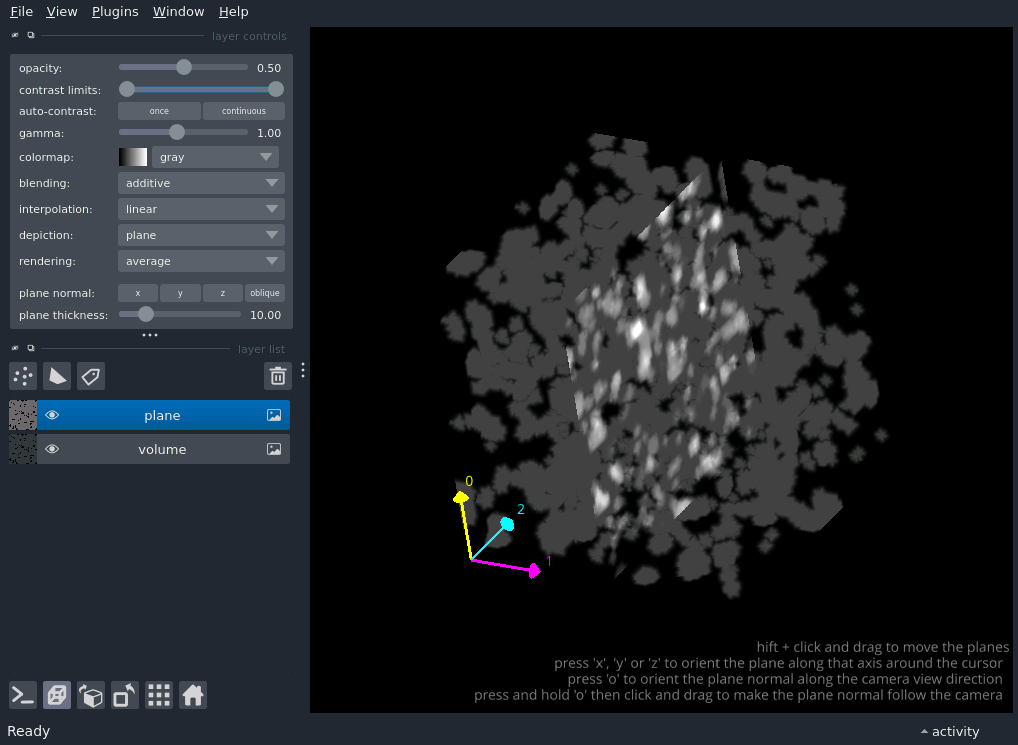 File View Plugins Window Help
layer controls
opacity: 0.50
contrast limits:
auto-contrast: once continuous
gamma: 1.00
colormap: gray
blending: additive
interpolation: linear
depiction: plane
rendering: average
plane normal: x y z oblique
plane thickness: 10.00
layer list
plane
volume
0
2
1
hift + click and drag to move the planes
press 'x', 'y' or 'z' to orient the plane along that axis around the cursor
press 'o' to orient the plane normal along the camera view direction
press and hold 'o' then click and drag to make the plane normal follow the camera
Ready activity